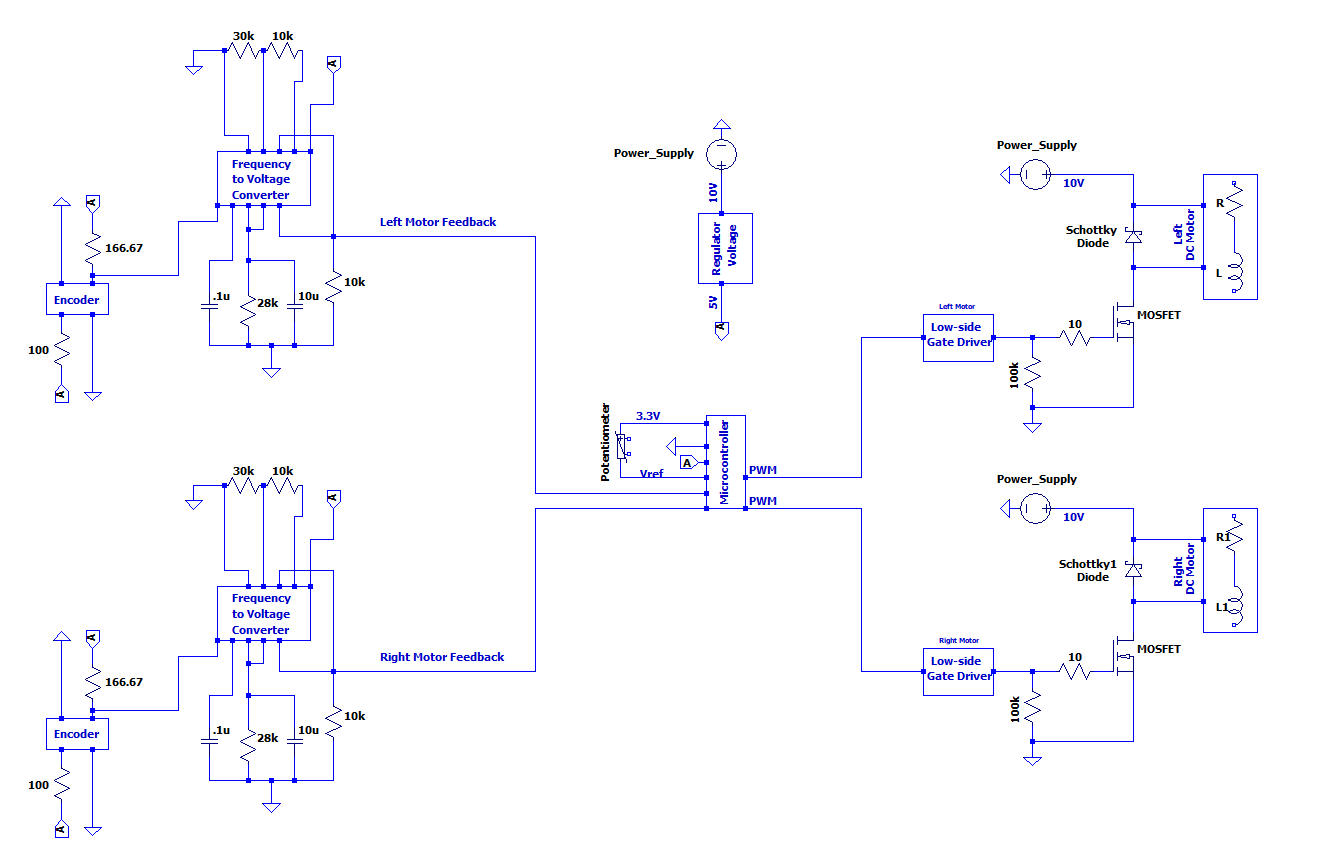 30k
10k
A
Frequency
to Voltage
Converter
A
166.67
Encoder
100
A
.1u
28k
10u
10k
Left Motor Feedback
Power_Supply
10V
Regulator
Voltage
5V
A
Power_Supply
10V
Schottky
Diode
Left
DC Motor
R
L
MOSFET
Left Motor
Low-side
Gate Driver
10
100k
Potentiometer
3.3V
A
Vref
Microcontroller
PWM
PWM
30k
10k
A
Frequency
to Voltage
Converter
A
166.67
Encoder
100
A
.1u
28k
10u
10k
Right Motor Feedback
Power_Supply
10V
Schottky1
Diode
Right
DC Motor
R1
L1
MOSFET
Right Motor
Low-side
Gate Driver
10
100k